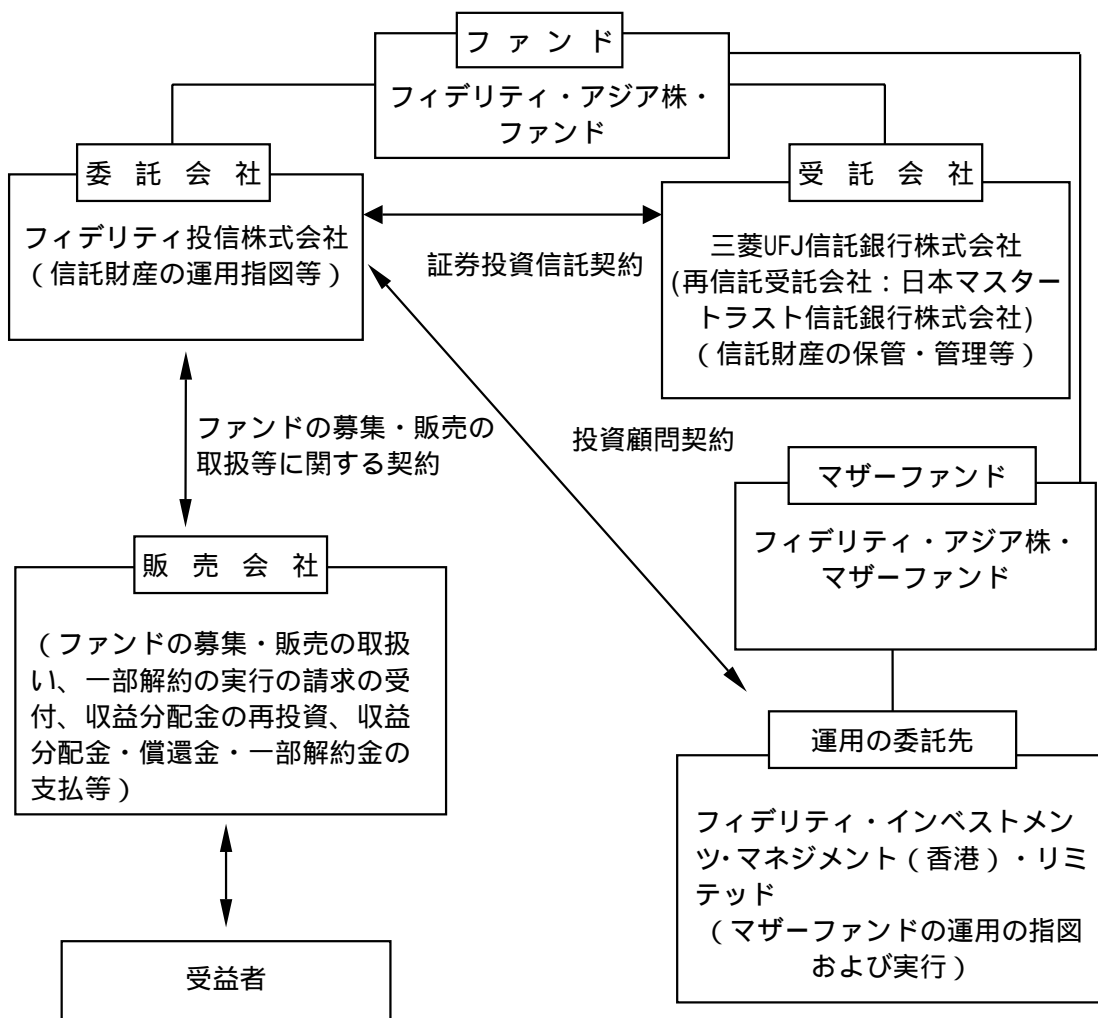 ファンド
フィデリティ・アジア株・
ファンド
委託会社
フィデリティ投信株式会社
(信託財産の運用指図等)
証券投資信託契約
受託会社
三菱UFJ信託銀行株式会社
(再信託受託会社:日本マスター
トラスト信託銀行株式会社)
(信託財産の保管・管理等)
ファンドの募集・販売の
取扱等に関する契約
投資顧問契約
マザーファンド
フィデリティ・アジア株・
マザーファンド
販売会社
(ファンドの募集・販売の取扱
い、一部解約の実行の請求の受
付、収益分配金の再投資、収益
分配金・償還金・一部解約金の
支払等)
運用の委託先
フィデリティ・インベストメン
ツ・マネジメント(香港)・リミ
テッド
(マザーファンドの運用の指図
および実行)
受益者